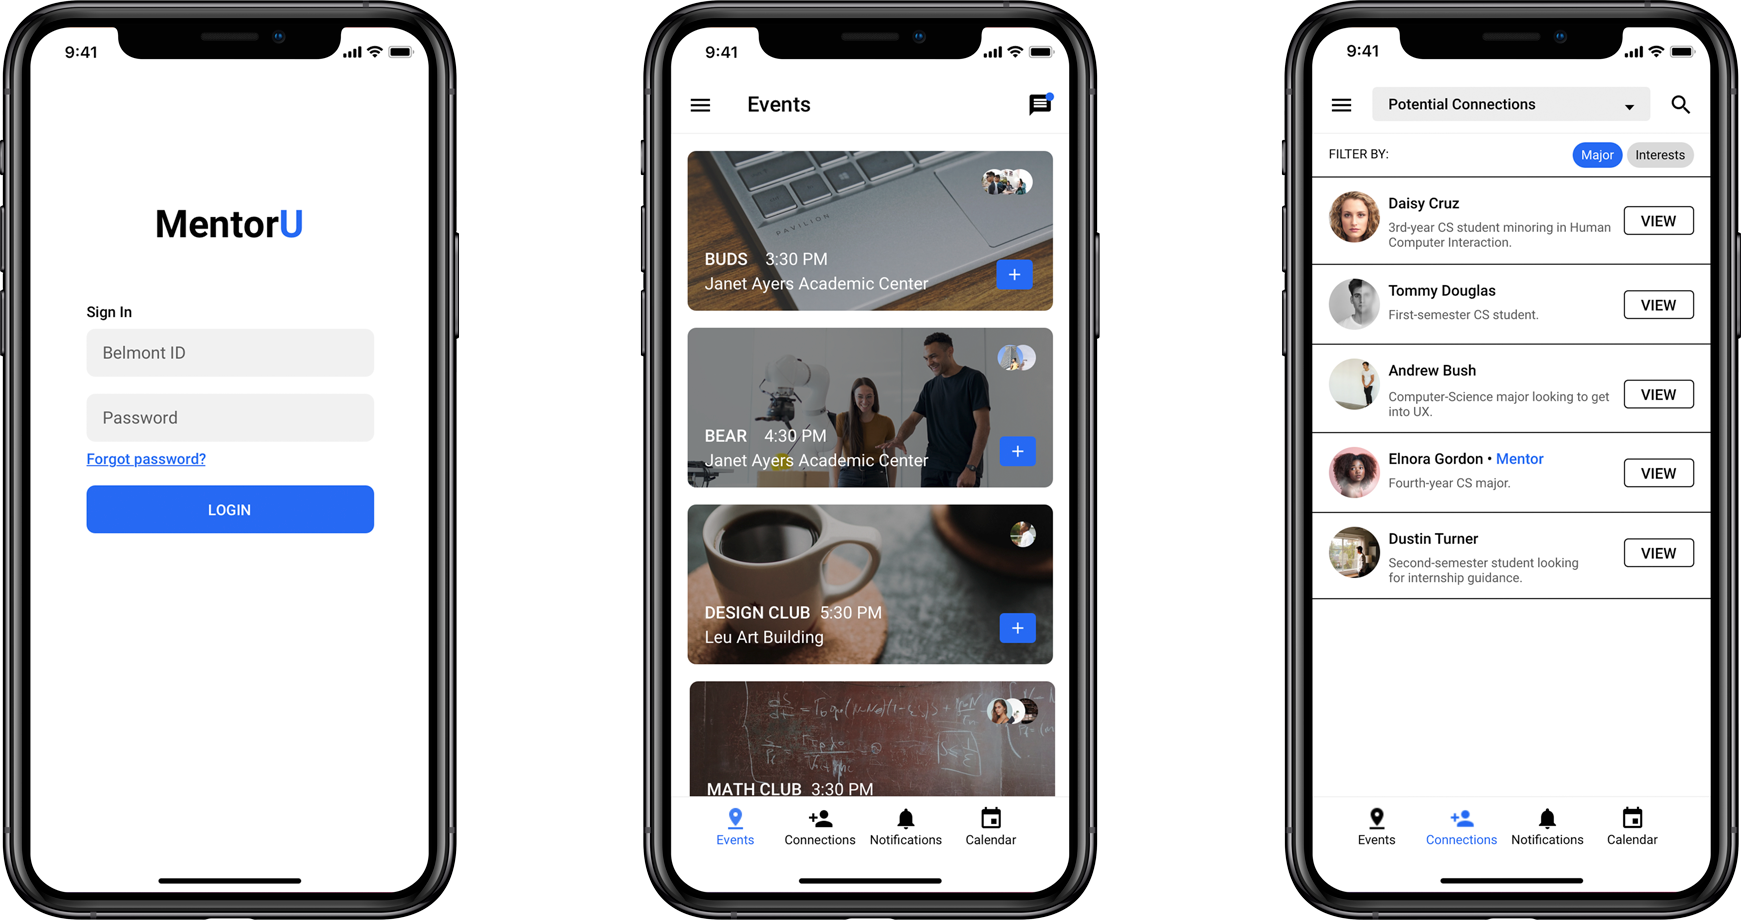 9:41
MentorU
Sign In
Belmont ID
Password
Forgot password?
LOGIN
9:41
Events
PAVILION
BUDS 3:30 PM
Janet Ayers Academic Center
+
BEAR 4:30 PM
Janet Ayers Academic Center
+
DESIGN CLUB 5:30 PM
Leu Art Building
+
MATH CLUB 3:30 PM
Events
Connections
Notifications
Calendar
9:41
Potential Connections
FILTER BY:
Major
Interests
Daisy Cruz
3rd-year CS student minoring in Human
Computer Interaction.
VIEW
Tommy Douglas
First-semester CS student.
VIEW
Andrew Bush
Computer-Science major looking to get
into UX.
VIEW
Elnora Gordon • Mentor
Fourth-year CS major.
VIEW
Dustin Turner
Second-semester student looking
for internship guidance.
VIEW
Events
Connections
Notifications
Calendar